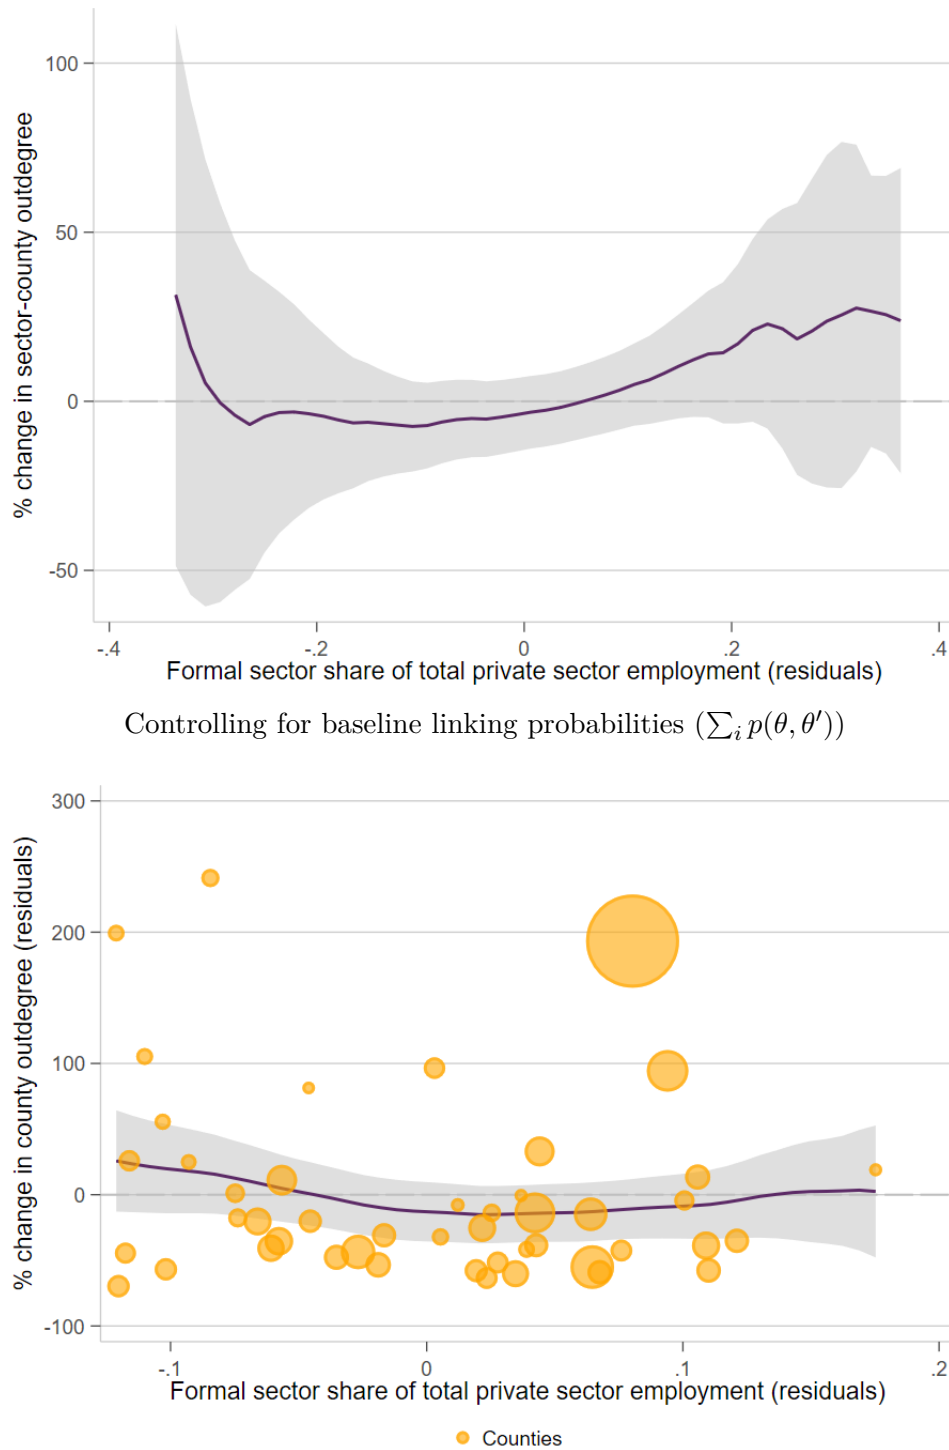 100
50
0
-50
% change in sector-county outdegree
-.4 -.2 0 .2 .4
Formal sector share of total private sector employment (residuals)
Controlling for baseline linking probabilities (∑ᵢ p(θ, θ′))
300
200
100
0
-100
% change in county outdegree (residuals)
-.1 0 .1 .2
Formal sector share of total private sector employment (residuals)
Counties